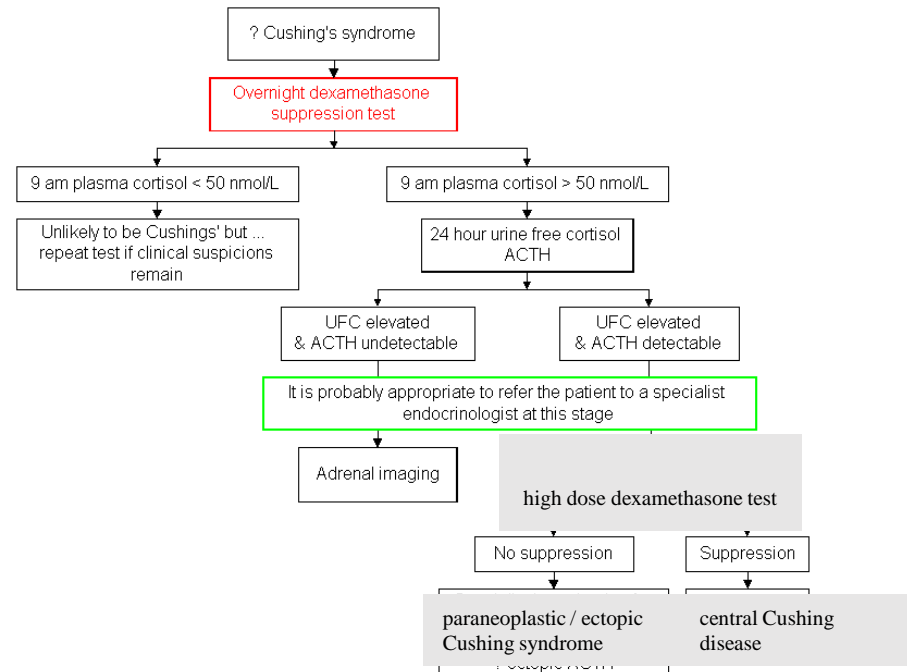 ? Cushing's syndrome
Overnight dexamethasone
suppression test
9 am plasma cortisol < 50 nmol/L
9 am plasma cortisol > 50 nmol/L
Unlikely to be Cushings' but ...
repeat test if clinical suspicions
remain
24 hour urine free cortisol
ACTH
UFC elevated
& ACTH undetectable
UFC elevated
& ACTH detectable
It is probably appropriate to refer the patient to a specialist
endocrinologist at this stage
Adrenal imaging
high dose dexamethasone test
No suppression
Suppression
paraneoplastic / ectopic
Cushing syndrome
central Cushing
disease